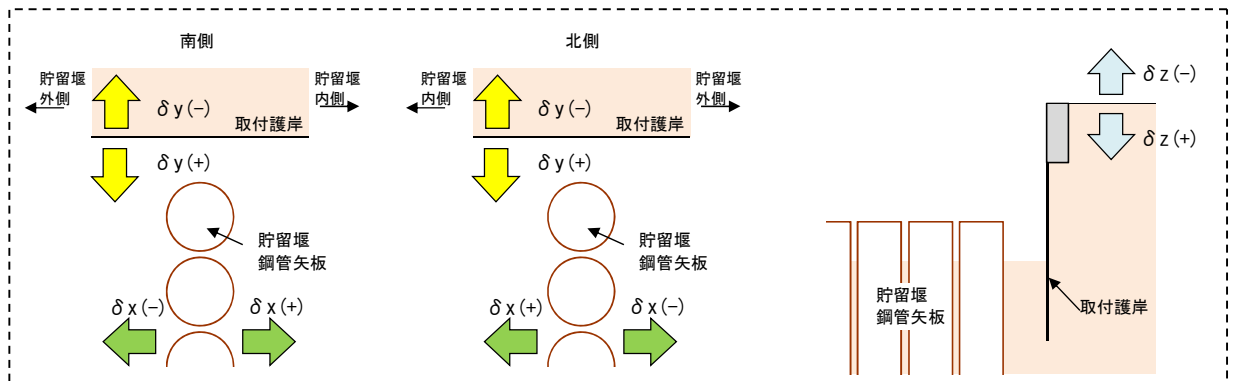 南側
貯留堰
外側
貯留堰
内側
δy(−)
取付護岸
δy(+)
貯留堰
鋼管矢板
δx(−)
δx(+)
北側
貯留堰
内側
貯留堰
外側
δy(−)
取付護岸
δy(+)
貯留堰
鋼管矢板
δx(+)
δx(−)
δz(−)
δz(+)
貯留堰
鋼管矢板
取付護岸